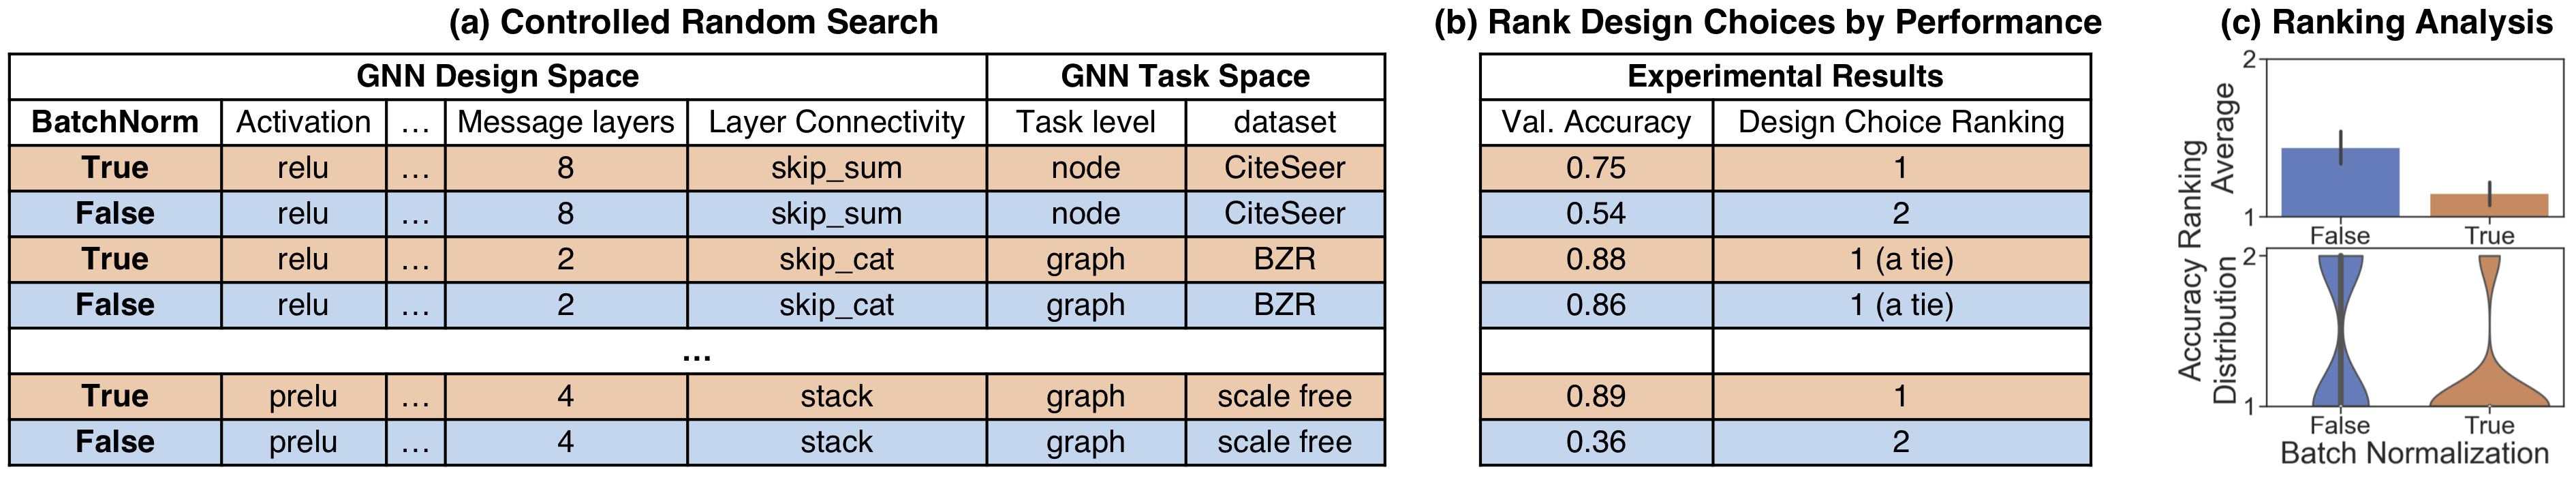 (a) Controlled Random Search
GNN Design Space GNN Task Space
BatchNorm Activation ... Message layers Layer Connectivity Task level dataset
True relu ... 8 skip_sum node CiteSeer
False relu ... 8 skip_sum node CiteSeer
True relu ... 2 skip_cat graph BZR
False relu ... 2 skip_cat graph BZR
...
True prelu ... 4 stack graph scale free
False prelu ... 4 stack graph scale free
(b) Rank Design Choices by Performance
Experimental Results
Val. Accuracy Design Choice Ranking
0.75 1
0.54 2
0.88 1 (a tie)
0.86 1 (a tie)
0.89 1
0.36 2
(c) Ranking Analysis
Accuracy Ranking
Average
2
1
False True
Distribution
2
1
False True
Batch Normalization